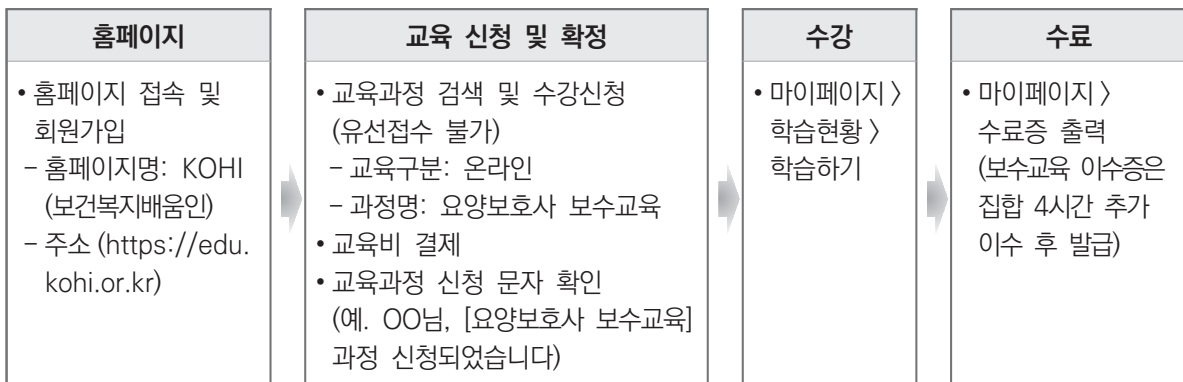 홈페이지
• 홈페이지 접속 및
회원가입
- 홈페이지명: KOHI
(보건복지배움인)
- 주소(https://edu.
kohi.or.kr)
교육 신청 및 확정
• 교육과정 검색 및 수강신청
(유선접수 불가)
- 교육구분: 온라인
- 과정명: 요양보호사 보수교육
• 교육비 결제
• 교육과정 신청 문자 확인
(예. OO님, [요양보호사 보수교육]
과정 신청되었습니다)
수강
• 마이페이지 〉
학습현황 〉
학습하기
수료
• 마이페이지 〉
수료증 출력
(보수교육 이수증은
집합 4시간 추가
이수 후 발급)